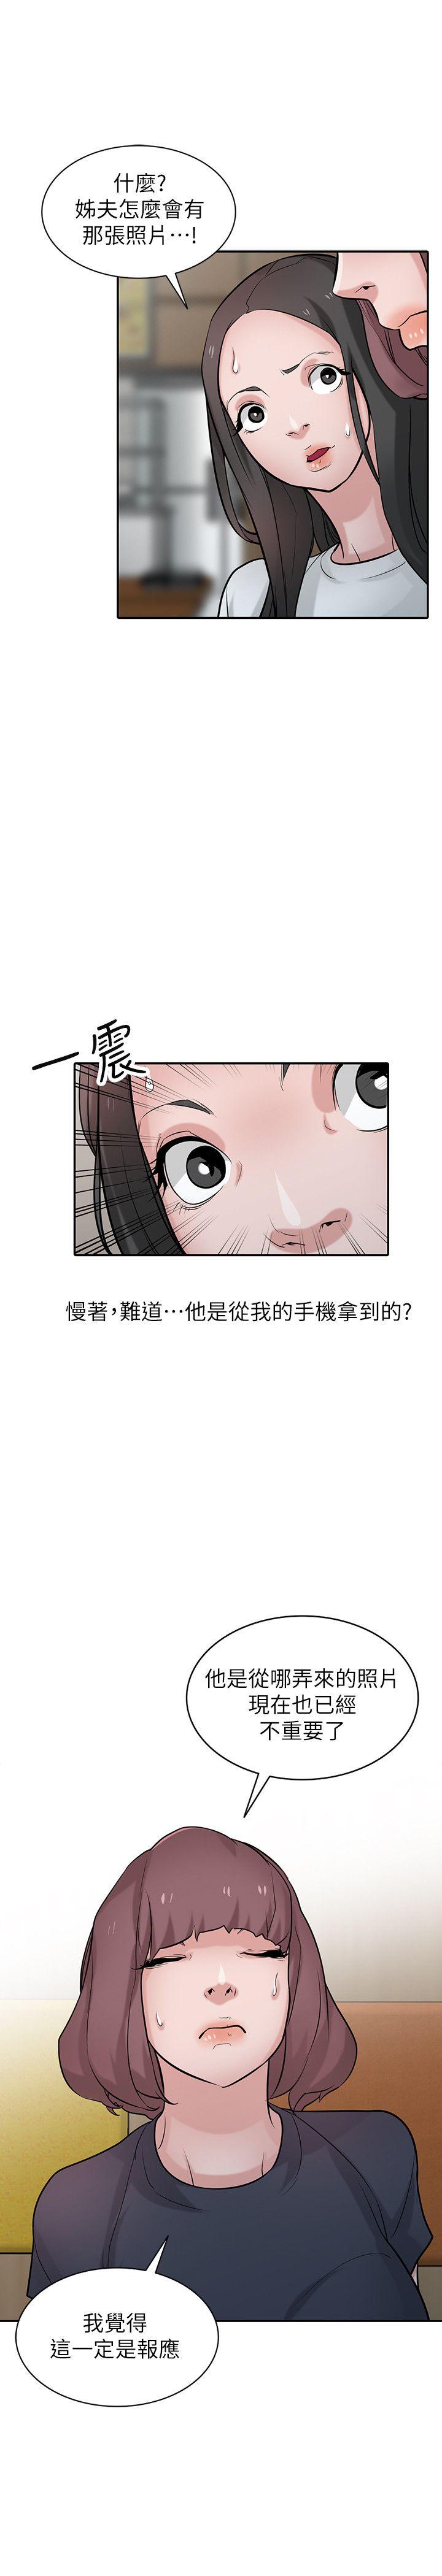 什麼?
姊夫怎麼會有
那張照片⋯!
一震
慢著,難道⋯他是從我的手機拿到的?
他是從哪弄來的照片
現在也已經
不重要了
我覺得
這一定是報應